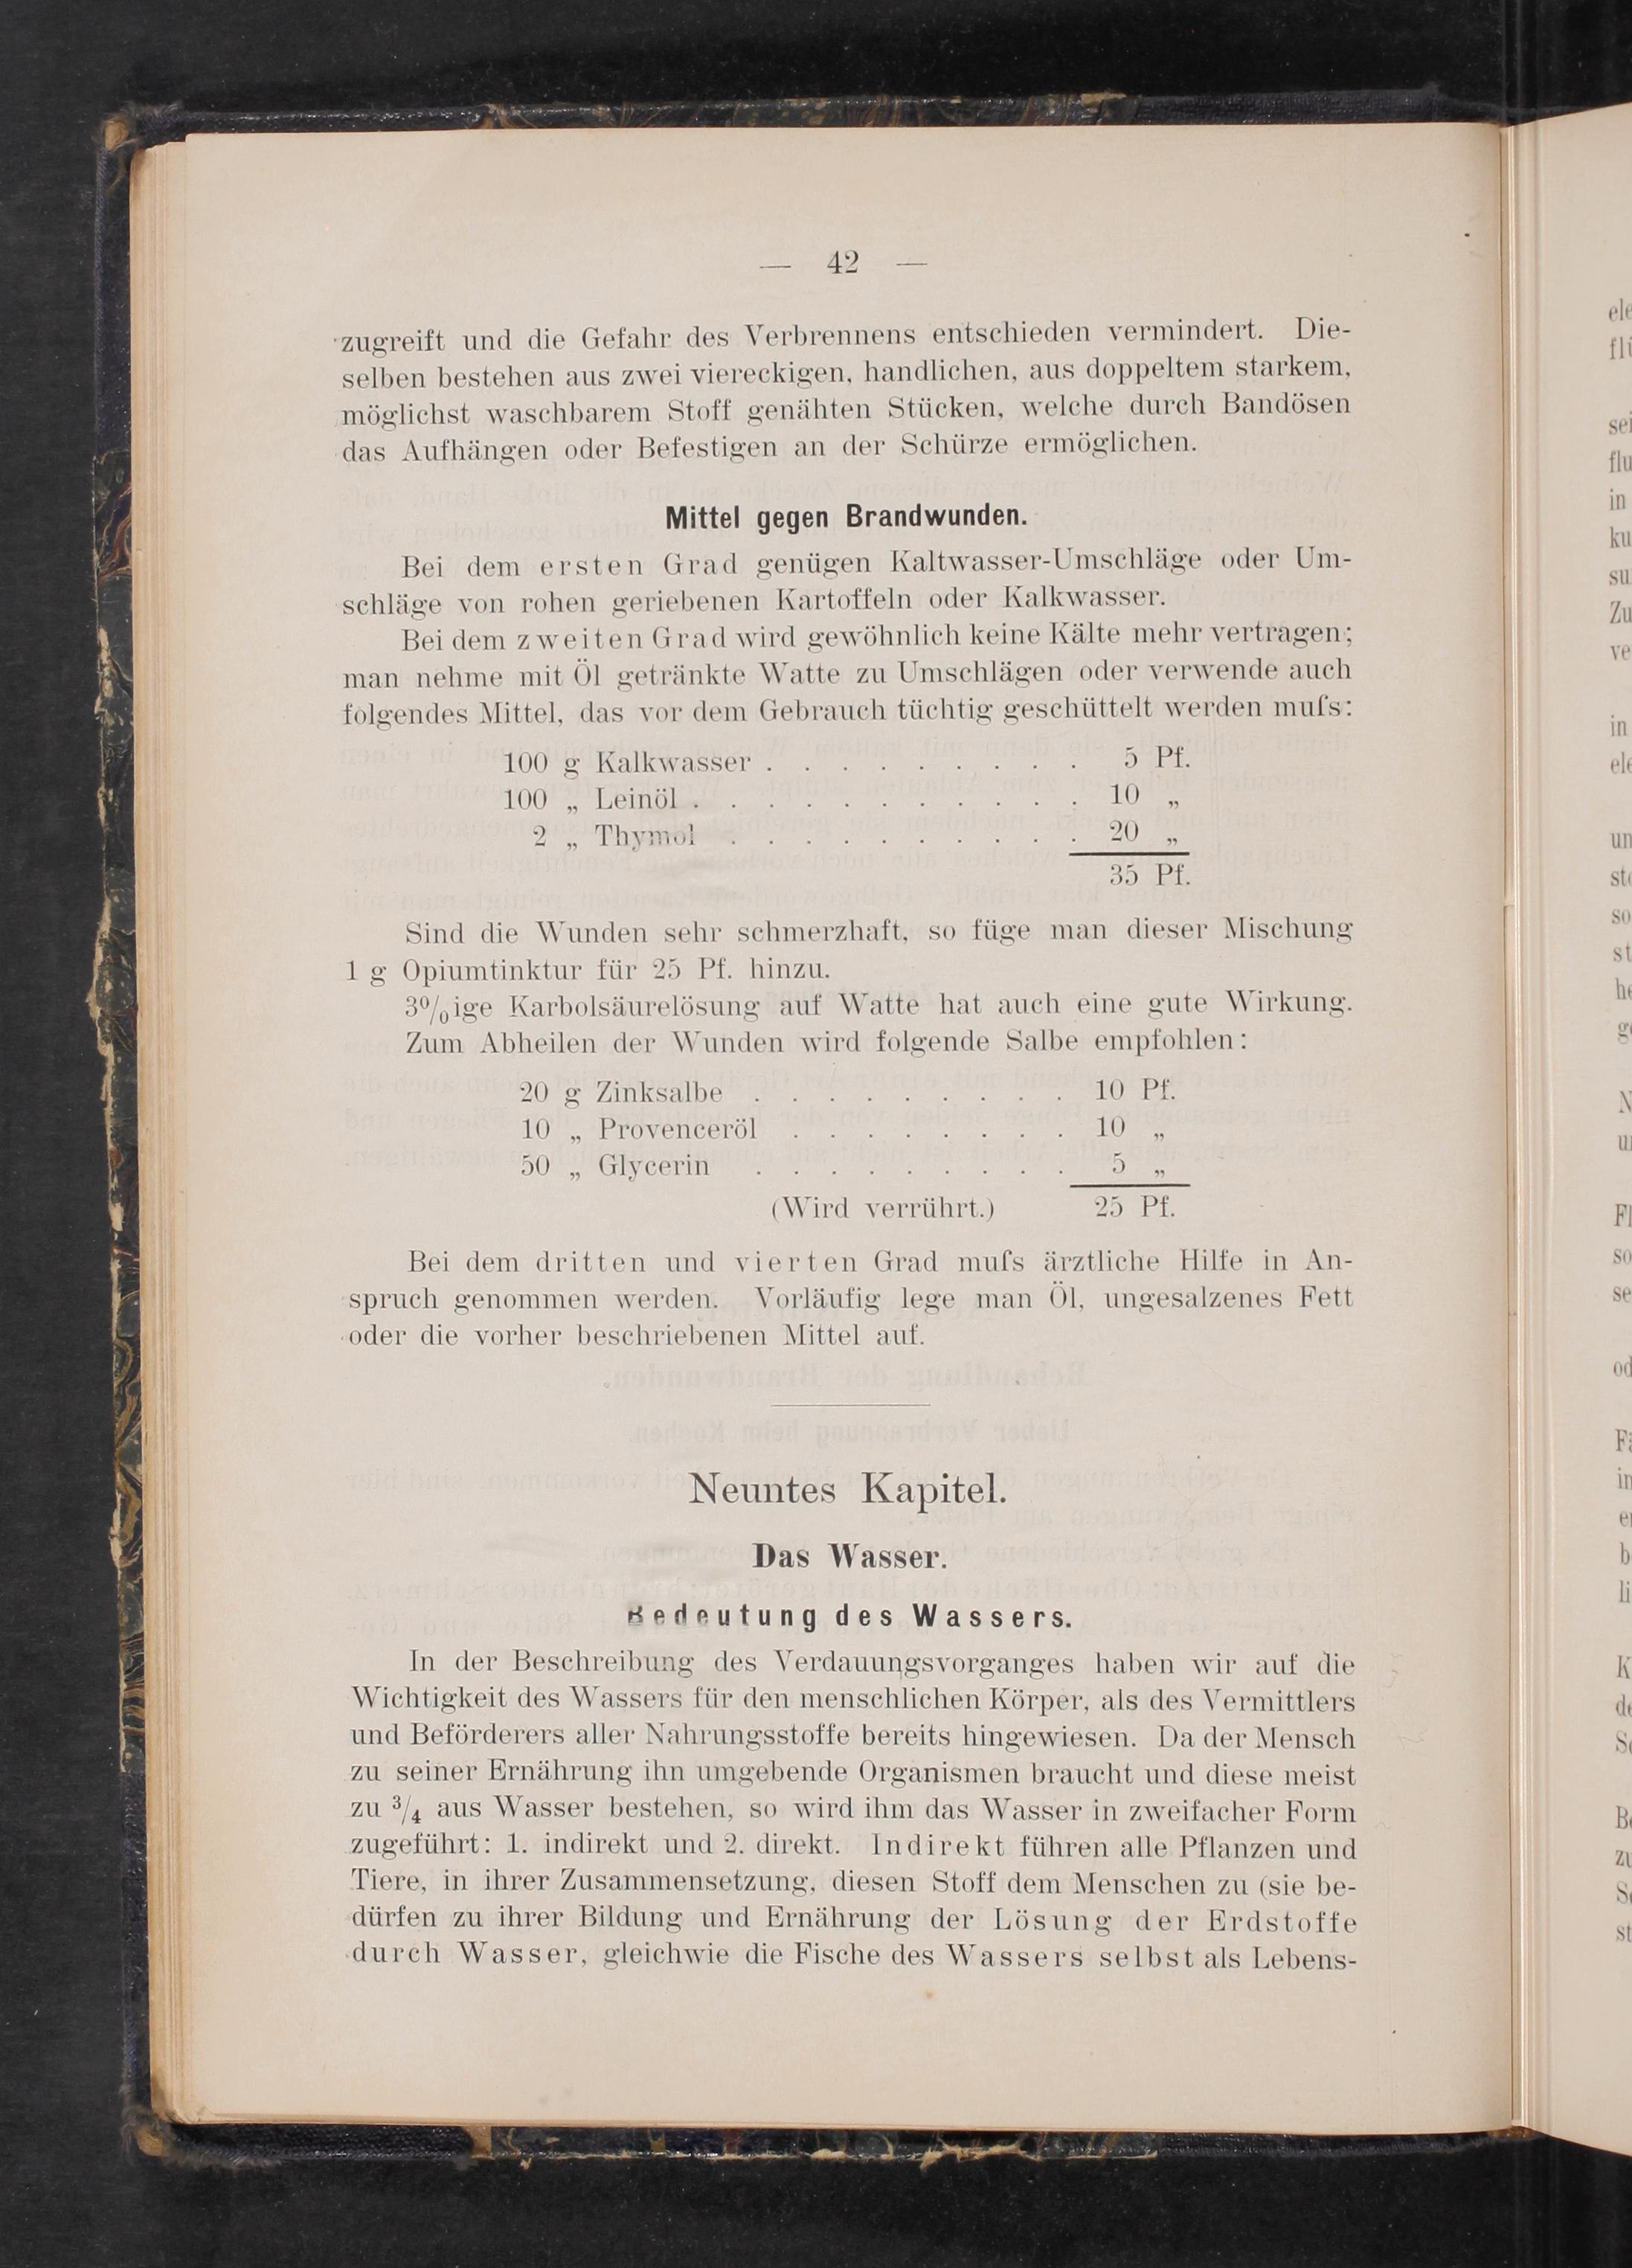 — 42 —
zugreift und die Gefahr des Verbrennens entschieden vermindert. Die-
selben bestehen aus zwei viereckigen, handlichen, aus doppeltem starkem,
möglichst waschbarem Stoff genähten Stücken, welche durch Bandösen
das Aufhängen oder Befestigen an der Schürze ermöglichen.
Mittel gegen Brandwunden.
Bei dem ersten Grad genügen Kaltwasser-Umschläge oder Um-
schläge von rohen geriebenen Kartoffeln oder Kalkwasser.
Bei dem zweiten Grad wird gewöhnlich keine Kälte mehr vertragen;
man nehme mit Öl getränkte Watte zu Umschlägen oder verwende auch
folgendes Mittel, das vor dem Gebrauch tüchtig geschüttelt werden muſs:
100 g Kalkwasser . . . . . . . . . 5 Pf.
100 „ Leinöl . . . . . . . . . . . 10 „
2 „ Thymol . . . . . . . . . . 20 „
35 Pf.
Sind die Wunden sehr schmerzhaft, so füge man dieser Mischung
1 g Opiumtinktur für 25 Pf. hinzu.
3%ige Karbolsäurelösung auf Watte hat auch eine gute Wirkung.
Zum Abheilen der Wunden wird folgende Salbe empfohlen:
20 g Zinksalbe . . . . . . . . . 10 Pf.
10 „ Provenceröl . . . . . . . . 10 „
50 „ Glycerin . . . . . . . . . 5 „
(Wird verrührt.) 25 Pf.
Bei dem dritten und vierten Grad muſs ärztliche Hilfe in An-
spruch genommen werden. Vorläufig lege man Öl, ungesalzenes Fett
oder die vorher beschriebenen Mittel auf.
Neuntes Kapitel.
Das Wasser.
Bedeutung des Wassers.
In der Beschreibung des Verdauungsvorganges haben wir auf die
Wichtigkeit des Wassers für den menschlichen Körper, als des Vermittlers
und Beförderers aller Nahrungsstoffe bereits hingewiesen. Da der Mensch
zu seiner Ernährung ihn umgebende Organismen braucht und diese meist
zu 3/4 aus Wasser bestehen, so wird ihm das Wasser in zweifacher Form
zugeführt: 1. indirekt und 2. direkt. Indirekt führen alle Pflanzen und
Tiere, in ihrer Zusammensetzung, diesen Stoff dem Menschen zu (sie be-
dürfen zu ihrer Bildung und Ernährung der Lösung der Erdstoffe
durch Wasser, gleichwie die Fische des Wassers selbst als Lebens-